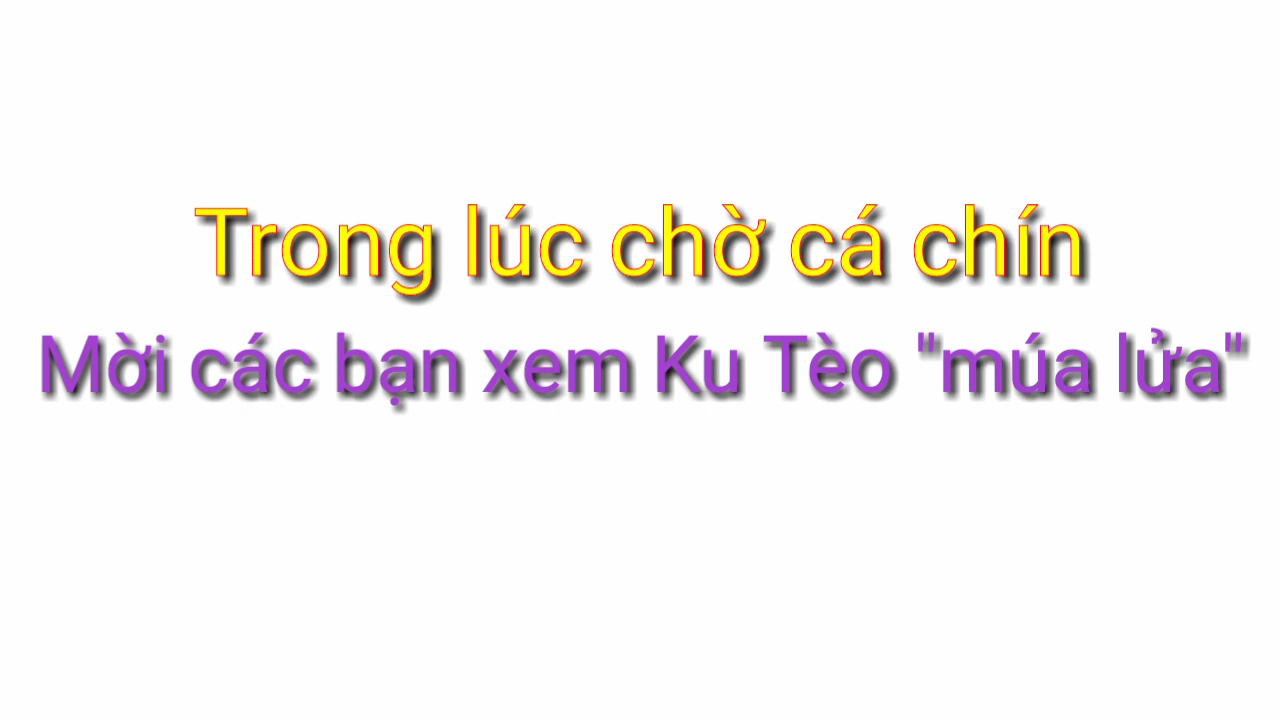 Trong lúc chờ cá chín
Mời các bạn xem Ku Tèo "múa lửa"